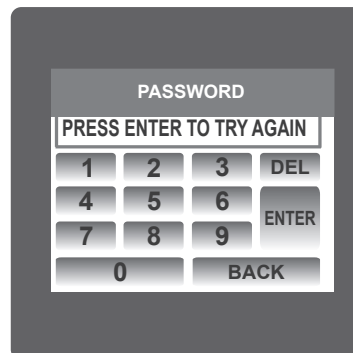 PASSWORD
PRESS ENTER TO TRY AGAIN
1 2 3 DEL
4 5 6 ENTER
7 8 9
0 BACK